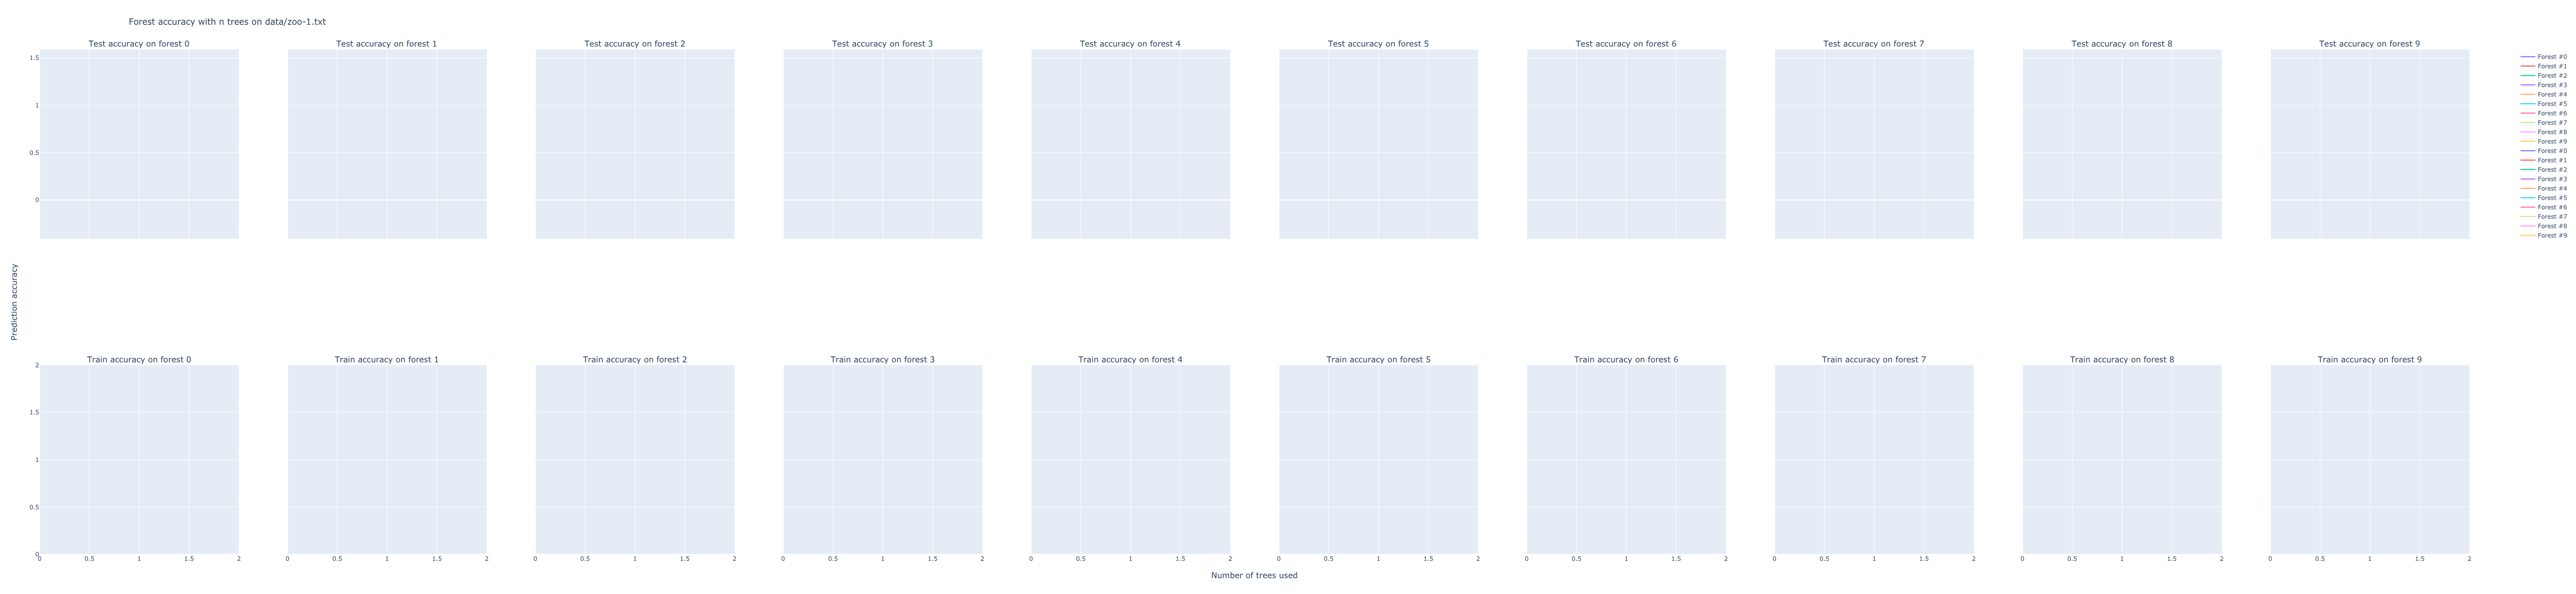 Forest accuracy with n trees on data/zoo-1.txt
Test accuracy on forest 0
Test accuracy on forest 1
Test accuracy on forest 2
Test accuracy on forest 3
Test accuracy on forest 4
Test accuracy on forest 5
Test accuracy on forest 6
Test accuracy on forest 7
Test accuracy on forest 8
Test accuracy on forest 9
1.5
1
0.5
0
Forest #0
Forest #1
Forest #2
Forest #3
Forest #4
Forest #5
Forest #6
Forest #7
Forest #8
Forest #9
Forest #0
Forest #1
Forest #2
Forest #3
Forest #4
Forest #5
Forest #6
Forest #7
Forest #8
Forest #9
Prediction accuracy
Train accuracy on forest 0
Train accuracy on forest 1
Train accuracy on forest 2
Train accuracy on forest 3
Train accuracy on forest 4
Train accuracy on forest 5
Train accuracy on forest 6
Train accuracy on forest 7
Train accuracy on forest 8
Train accuracy on forest 9
2
1.5
1
0.5
0
0 0.5 1 1.5 2
0 0.5 1 1.5 2
0 0.5 1 1.5 2
0 0.5 1 1.5 2
0 0.5 1 1.5 2
0 0.5 1 1.5 2
0 0.5 1 1.5 2
0 0.5 1 1.5 2
0 0.5 1 1.5 2
0 0.5 1 1.5 2
Number of trees used